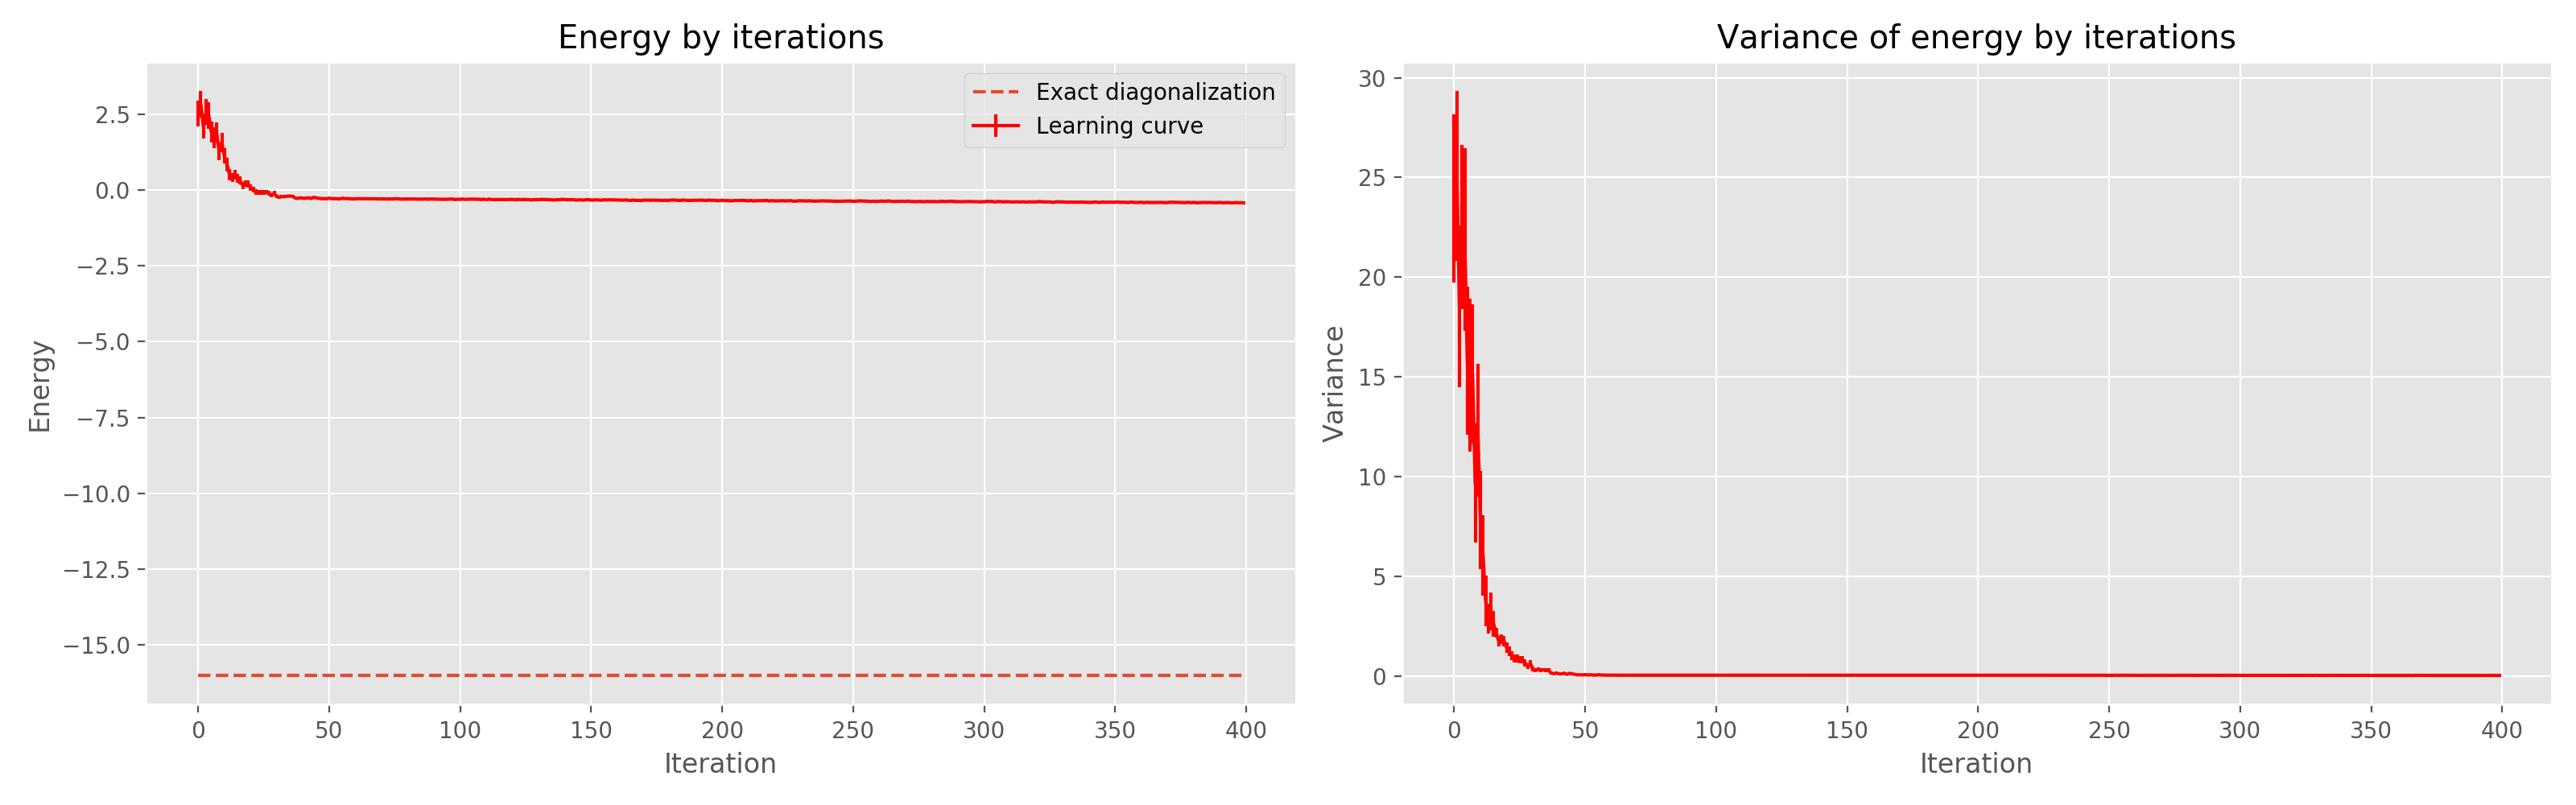 Energy by iterations
Exact diagonalization
Learning curve
2.5
0.0
−2.5
−5.0
−7.5
−10.0
−12.5
−15.0
Energy
0 50 100 150 200 250 300 350 400
Iteration
Variance of energy by iterations
30
25
20
15
10
5
0
Variance
0 50 100 150 200 250 300 350 400
Iteration